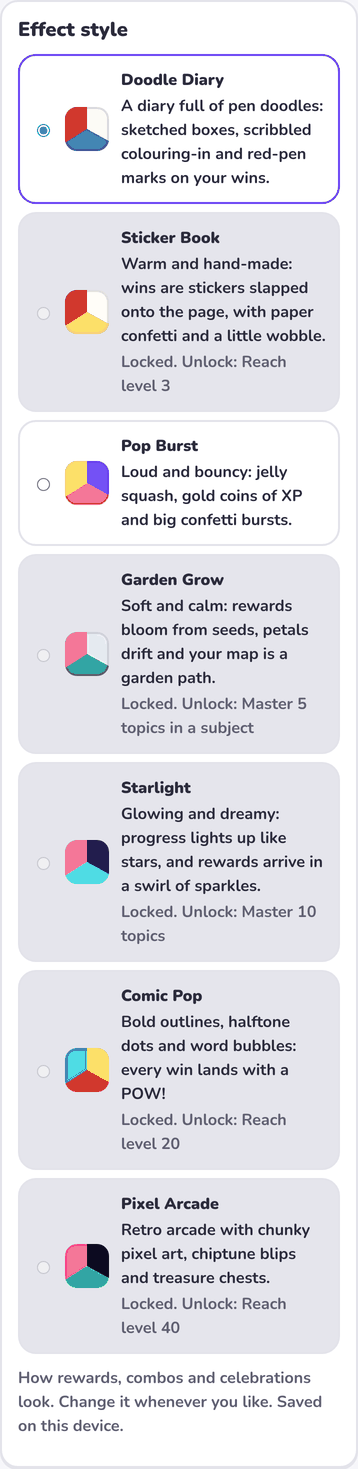 Effect style
Doodle Diary
A diary full of pen doodles:
sketched boxes, scribbled
colouring-in and red-pen
marks on your wins.
Sticker Book
Warm and hand-made:
wins are stickers slapped
onto the page, with paper
confetti and a little wobble.
Locked. Unlock: Reach
level 3
Pop Burst
Loud and bouncy: jelly
squash, gold coins of XP
and big confetti bursts.
Garden Grow
Soft and calm: rewards
bloom from seeds, petals
drift and your map is a
garden path.
Locked. Unlock: Master 5
topics in a subject
Starlight
Glowing and dreamy:
progress lights up like
stars, and rewards arrive in
a swirl of sparkles.
Locked. Unlock: Master 10
topics
Comic Pop
Bold outlines, halftone
dots and word bubbles:
every win lands with a
POW!
Locked. Unlock: Reach
level 20
Pixel Arcade
Retro arcade with chunky
pixel art, chiptune blips
and treasure chests.
Locked. Unlock: Reach
level 40
How rewards, combos and celebrations
look. Change it whenever you like. Saved
on this device.